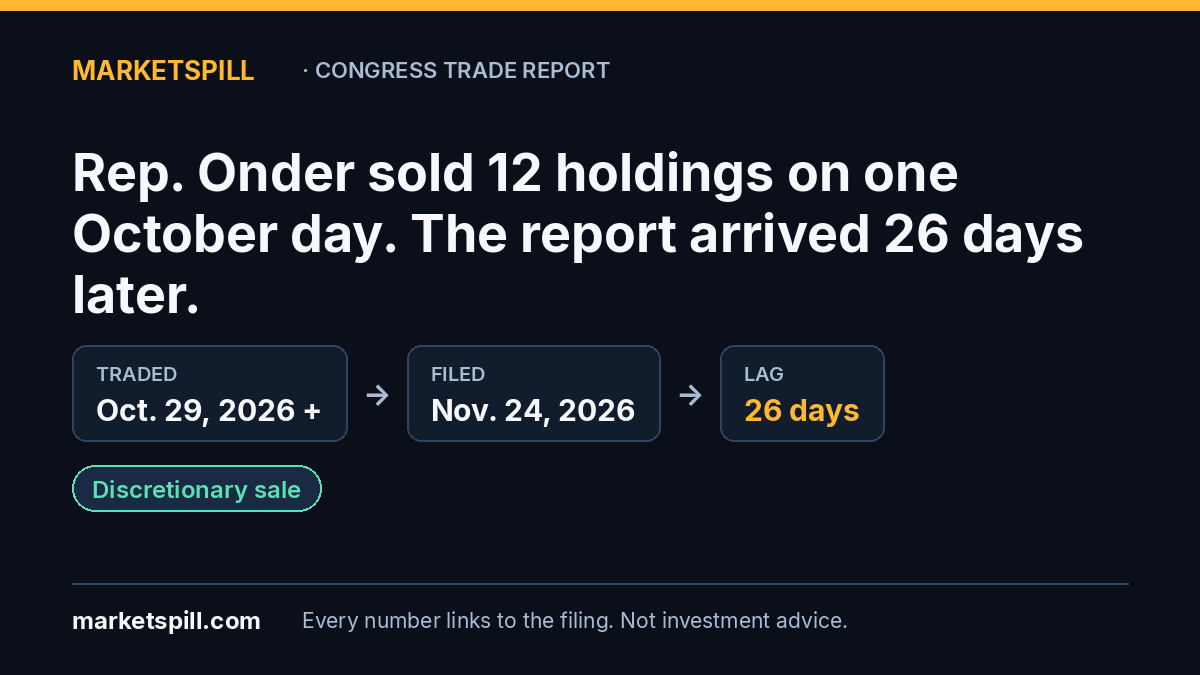 MARKETSPILL · CONGRESS TRADE REPORT
Rep. Onder sold 12 holdings on one
October day. The report arrived 26 days
later.
TRADED
Oct. 29, 2026 +
→
FILED
Nov. 24, 2026
→
LAG
26 days
Discretionary sale
marketspill.com Every number links to the filing. Not investment advice.